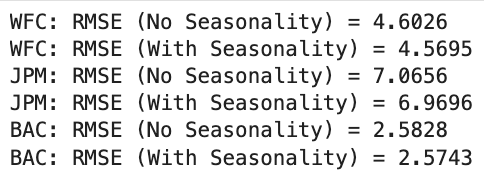 WFC: RMSE (No Seasonality) = 4.6026
WFC: RMSE (With Seasonality) = 4.5695
JPM: RMSE (No Seasonality) = 7.0656
JPM: RMSE (With Seasonality) = 6.9696
BAC: RMSE (No Seasonality) = 2.5828
BAC: RMSE (With Seasonality) = 2.5743